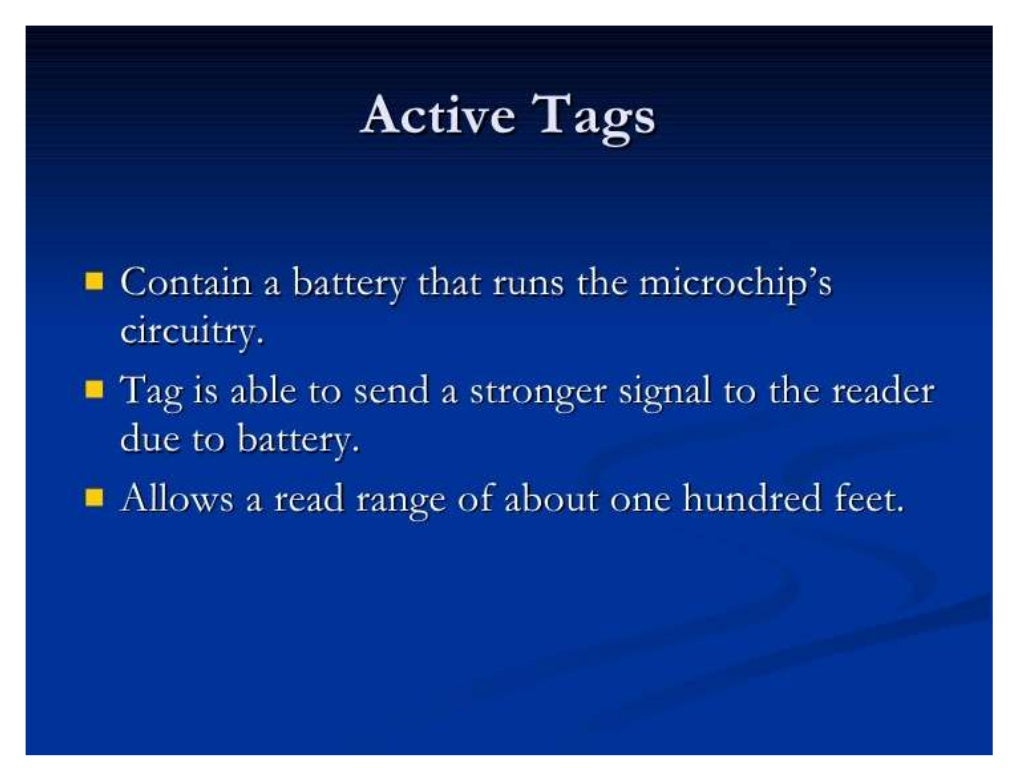 Active Tags
Contain a battery that runs the microchip’s
circuitry.
Tag is able to send a stronger signal to the reader
due to battery.
Allows a read range of about one hundred feet.